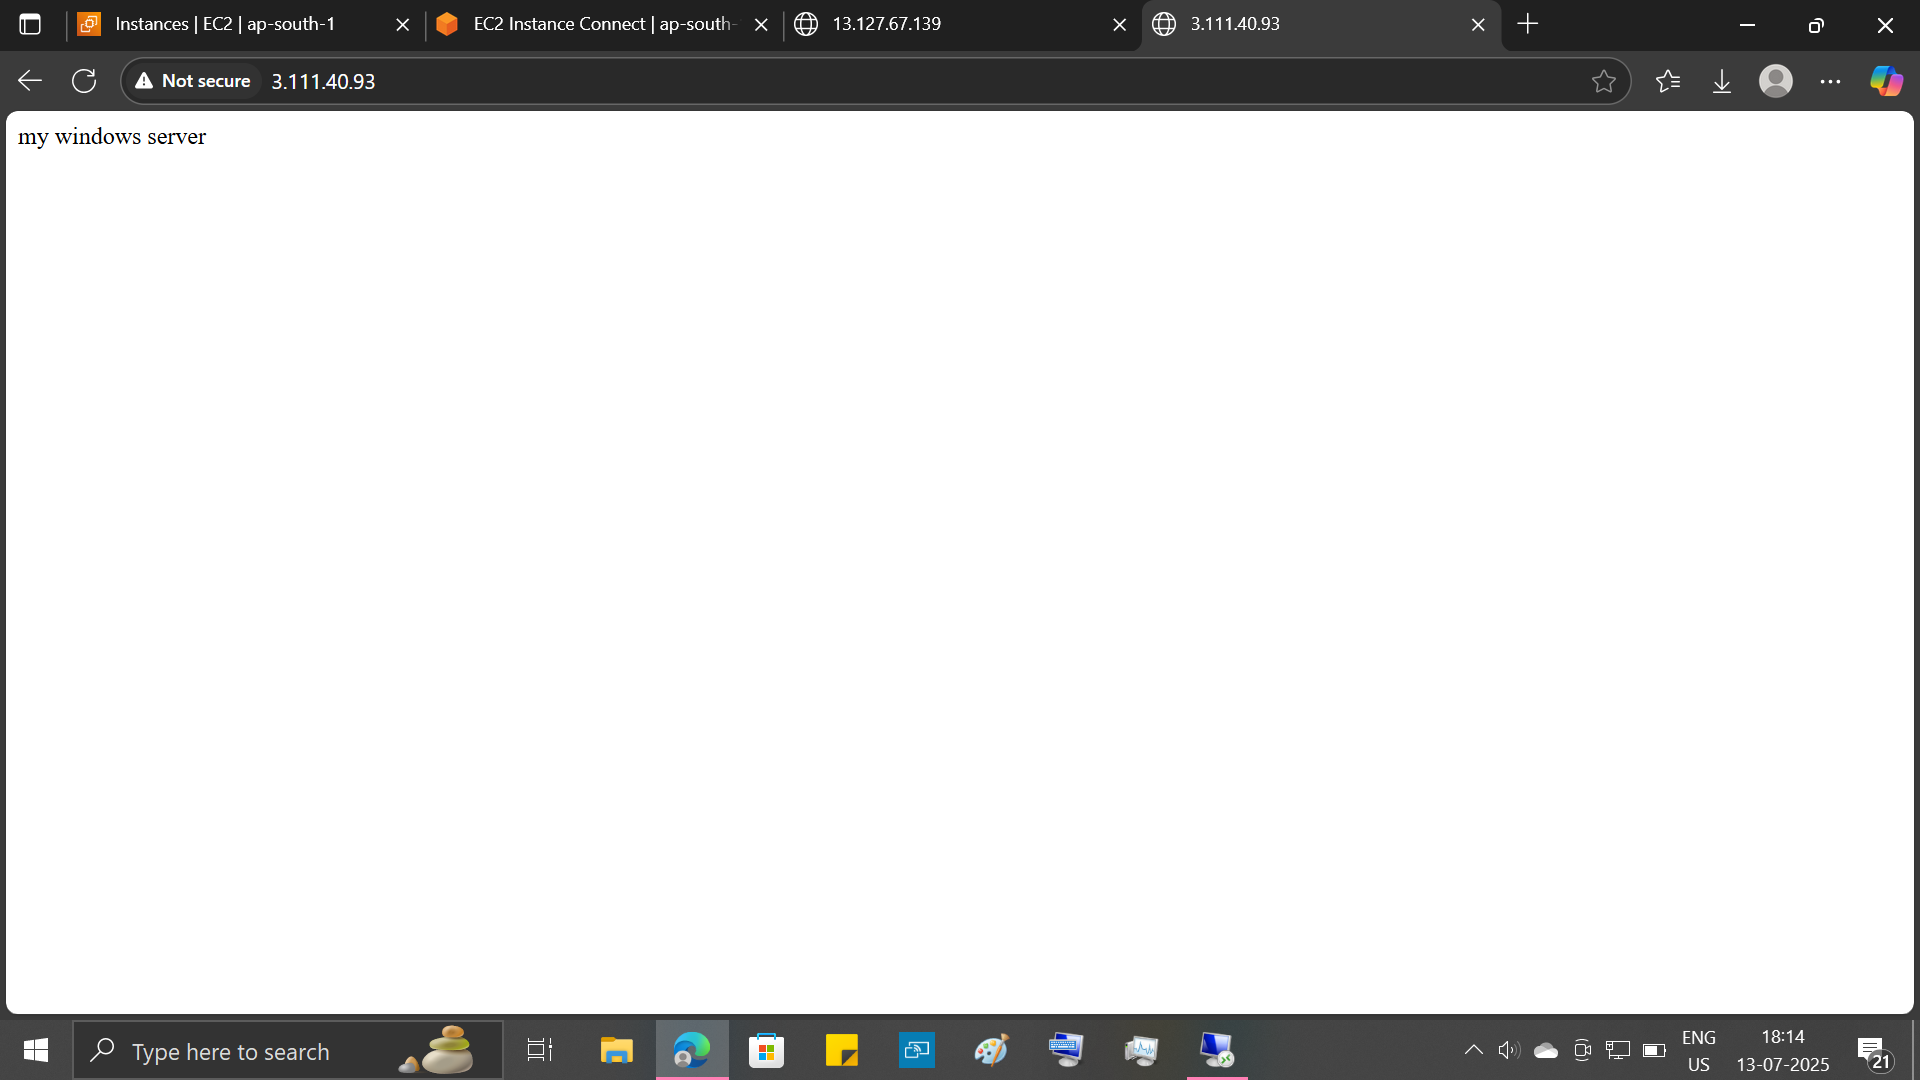 Instances | EC2 | ap-south-1
EC2 Instance Connect | ap-south-
13.127.67.139
3.111.40.93
Not secure
3.111.40.93
my windows server
Type here to search
ENG
US
18:14
13-07-2025
21